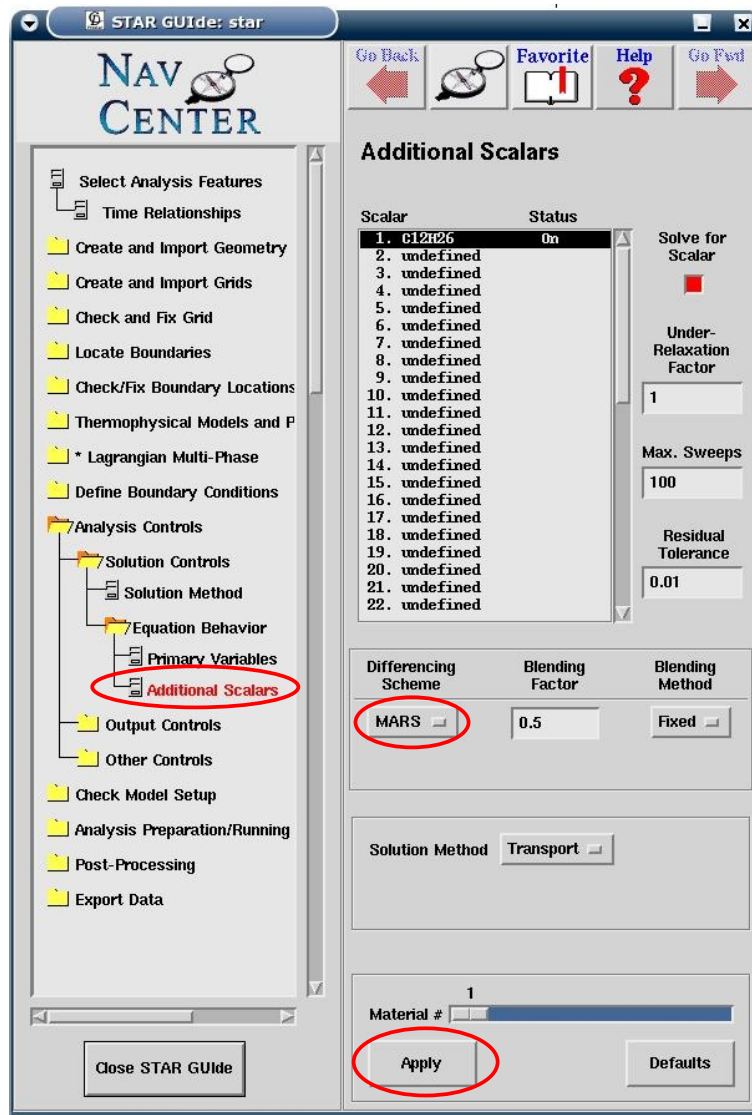 STAR GUIde: star
NAV
CENTER
Go Back
Favorite
Help
Go Fwd
Select Analysis Features
Time Relationships
Create and Import Geometry
Create and Import Grids
Check and Fix Grid
Locate Boundaries
Check/Fix Boundary Locations
Thermophysical Models and P
* Lagrangian Multi-Phase
Define Boundary Conditions
Analysis Controls
Solution Controls
Solution Method
Equation Behavior
Primary Variables
Additional Scalars
Output Controls
Other Controls
Check Model Setup
Analysis Preparation/Running
Post-Processing
Export Data
Close STAR GUIde
Additional Scalars
Scalar Status
1. C12H26 On
2. undefined
3. undefined
4. undefined
5. undefined
6. undefined
7. undefined
8. undefined
9. undefined
10. undefined
11. undefined
12. undefined
13. undefined
14. undefined
15. undefined
16. undefined
17. undefined
18. undefined
19. undefined
20. undefined
21. undefined
22. undefined
Solve for
Scalar
Under-
Relaxation
Factor
1
Max. Sweeps
100
Residual
Tolerance
0.01
Differencing
Scheme
Blending
Factor
Blending
Method
MARS
0.5
Fixed
Solution Method Transport
1
Material #
Apply
Defaults